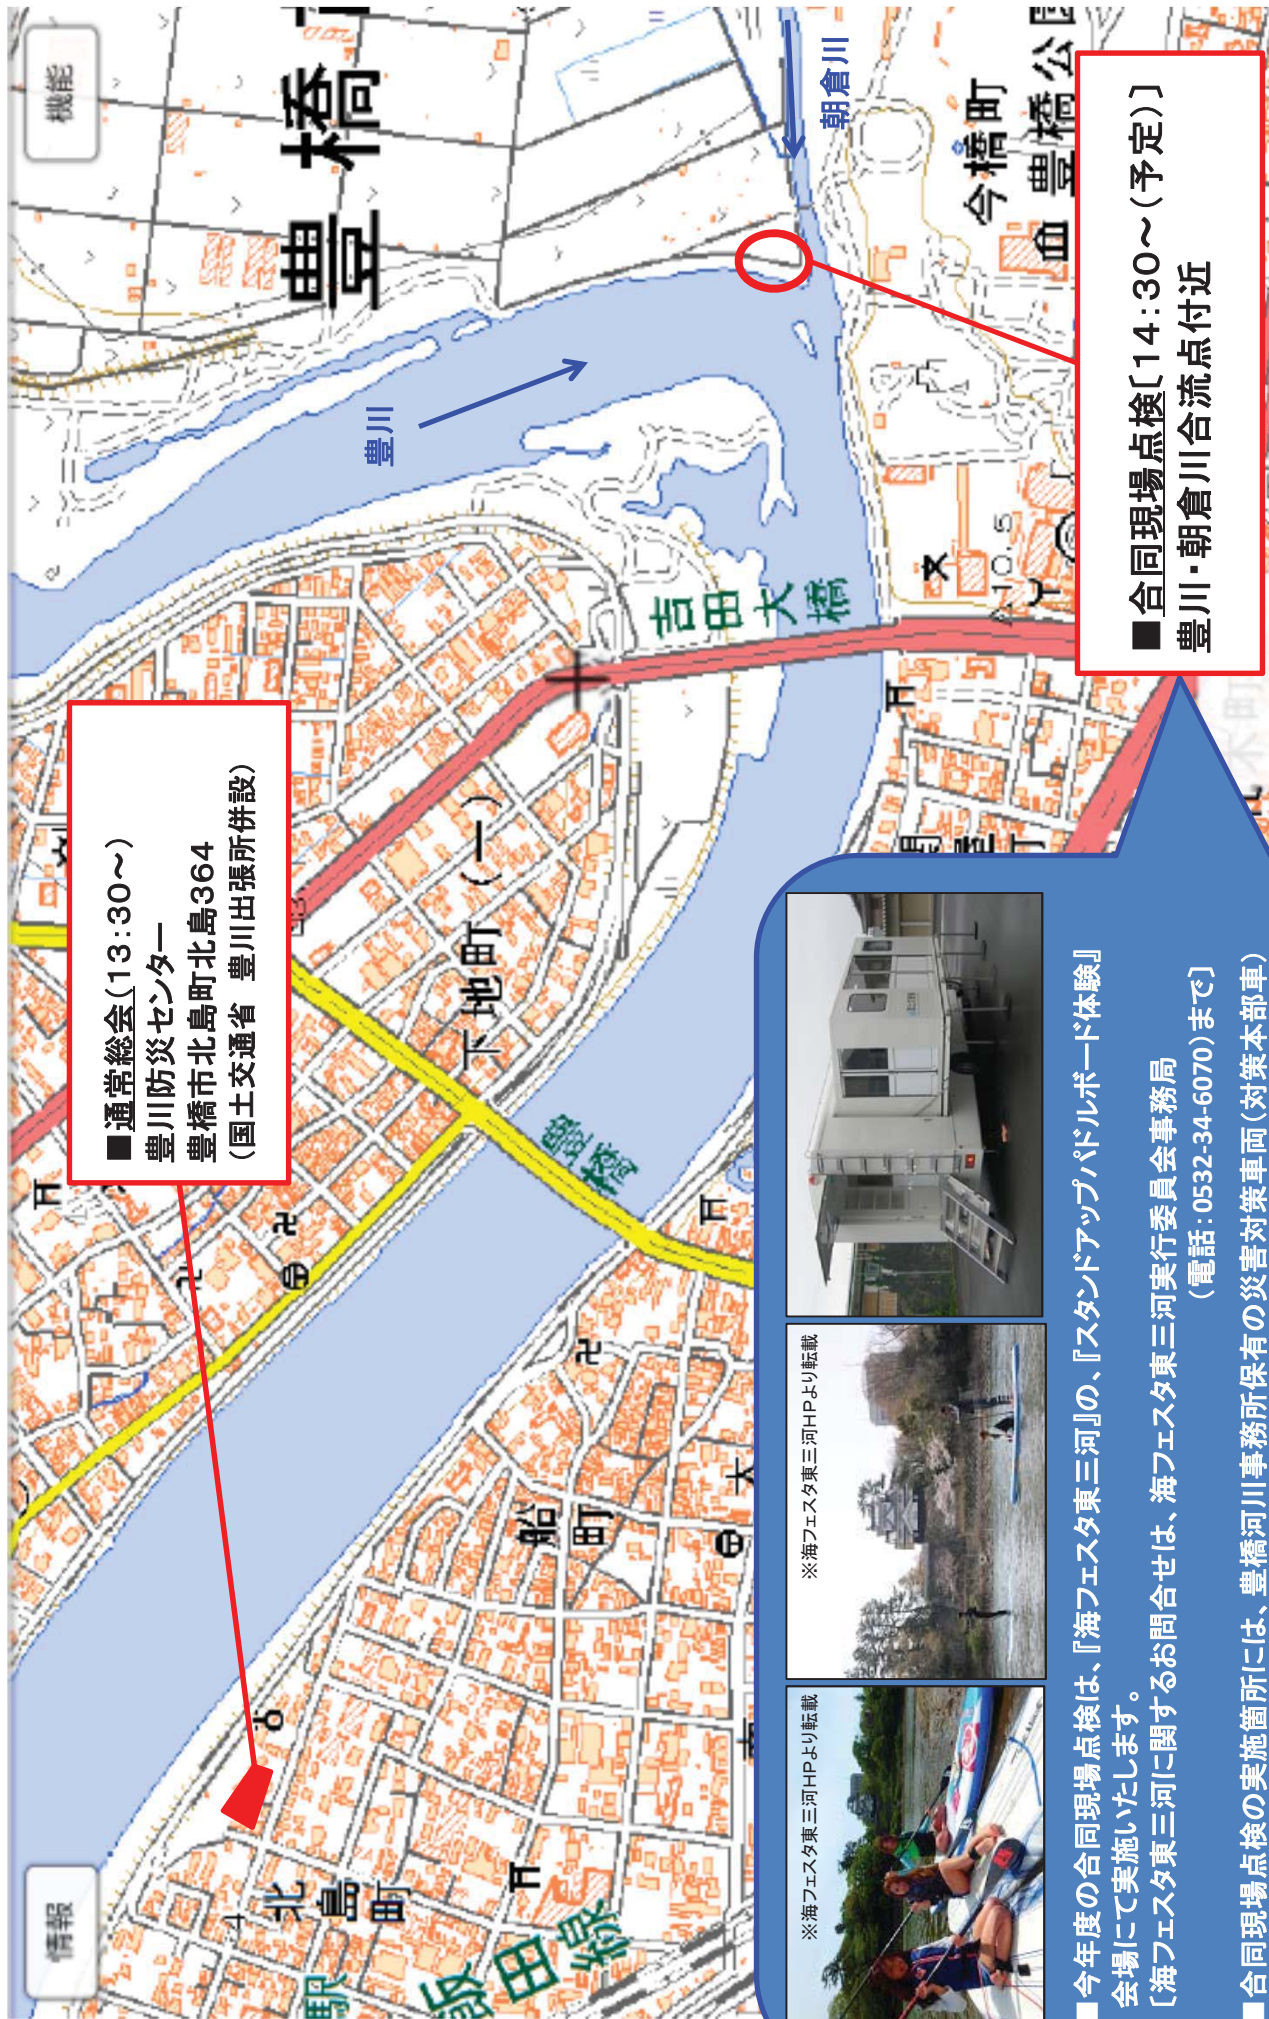 情報
機能
■通常総会(13:30～)
豊川防災センター
豊橋市北島町北島364
(国土交通省　豊川出張所併設)
豊橋
豊川
朝倉川
北島町
船町
下地町(一)
豊橋
吉田大橋
今橋町
豊橋公園
飯田線
駅
10.5
■合同現場点検[14:30～(予定)]
豊川・朝倉川合流点付近
※海フェスタ東三河HPより転載
※海フェスタ東三河HPより転載
■今年度の合同現場点検は、『海フェスタ東三河』の、『スタンドアップパドルボード体験』
会場にて実施いたします。
[海フェスタ東三河に関するお問合せは、海フェスタ東三河実行委員会事務局
(電話:0532-34-6070)まで]
■合同現場点検の実施箇所には、豊橋河川事務所保有の災害対策車両(対策本部車)